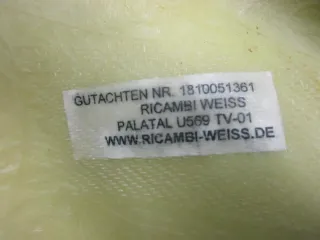 GUTACHTEN NR. 1810051361
RICAMBI WEISS
PALATAL U569 TV-01
WWW.RICAMBI-WEISS.DE